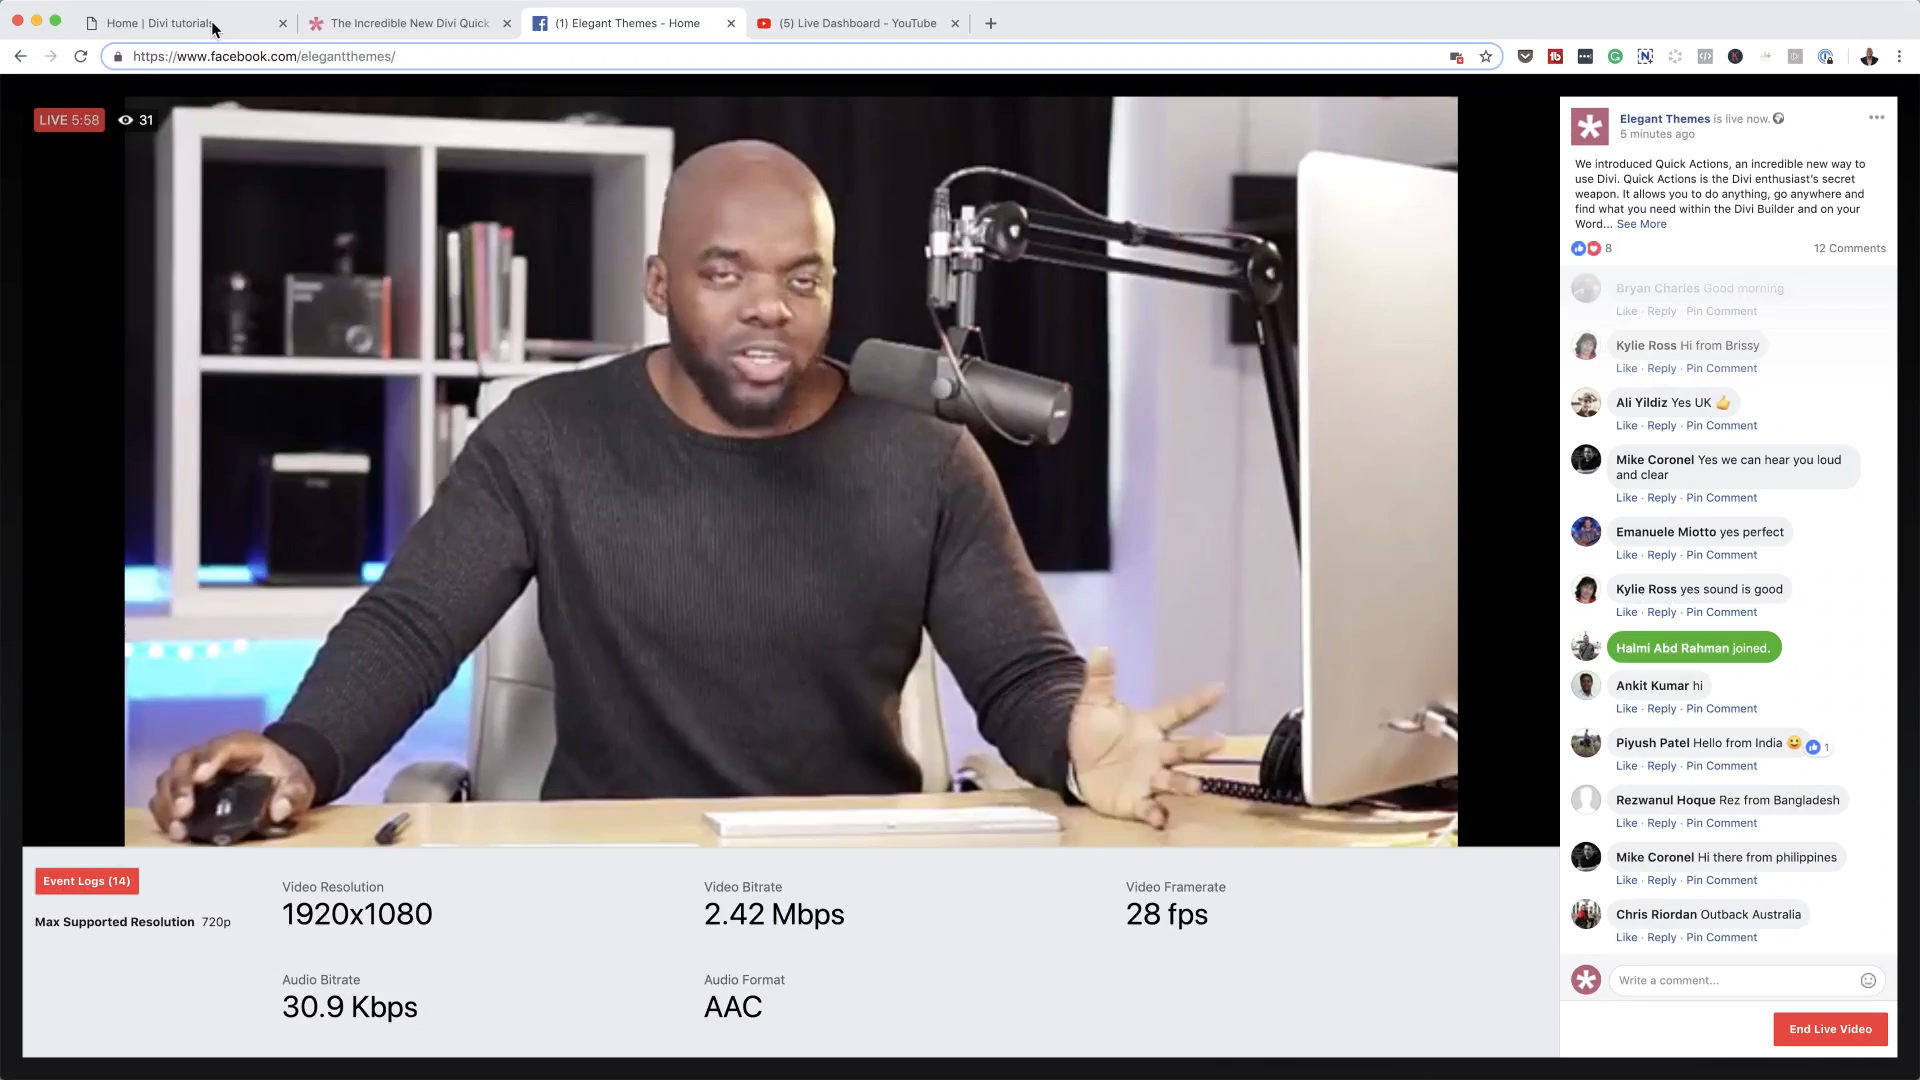 Home | Divi tutorials
The Incredible New Divi Quick
(1) Elegant Themes - Home
(5) Live Dashboard - YouTube
https://www.facebook.com/elegantthemes/
LIVE 5:58
31
Elegant Themes is live now.
5 minutes ago
We introduced Quick Actions, an incredible new way to
use Divi. Quick Actions is the Divi enthusiast's secret
weapon. It allows you to do anything, go anywhere and
find what you need within the Divi Builder and on your
Word... See More
8
12 Comments
Bryan Charles Good morning
Like · Reply · Pin Comment
Kylie Ross Hi from Brissy
Like · Reply · Pin Comment
Ali Yildiz Yes UK 👍
Like · Reply · Pin Comment
Mike Coronel Yes we can hear you loud
and clear
Like · Reply · Pin Comment
Emanuele Miotto yes perfect
Like · Reply · Pin Comment
Kylie Ross yes sound is good
Like · Reply · Pin Comment
Halmi Abd Rahman joined.
Ankit Kumar hi
Like · Reply · Pin Comment
Piyush Patel Hello from India 😉 1
Like · Reply · Pin Comment
Rezwanul Hoque Rez from Bangladesh
Like · Reply · Pin Comment
Mike Coronel Hi there from philippines
Like · Reply · Pin Comment
Chris Riordan Outback Australia
Like · Reply · Pin Comment
Write a comment...
End Live Video
Event Logs (14)
Max Supported Resolution 720p
Video Resolution
1920x1080
Video Bitrate
2.42 Mbps
Video Framerate
28 fps
Audio Bitrate
30.9 Kbps
Audio Format
AAC